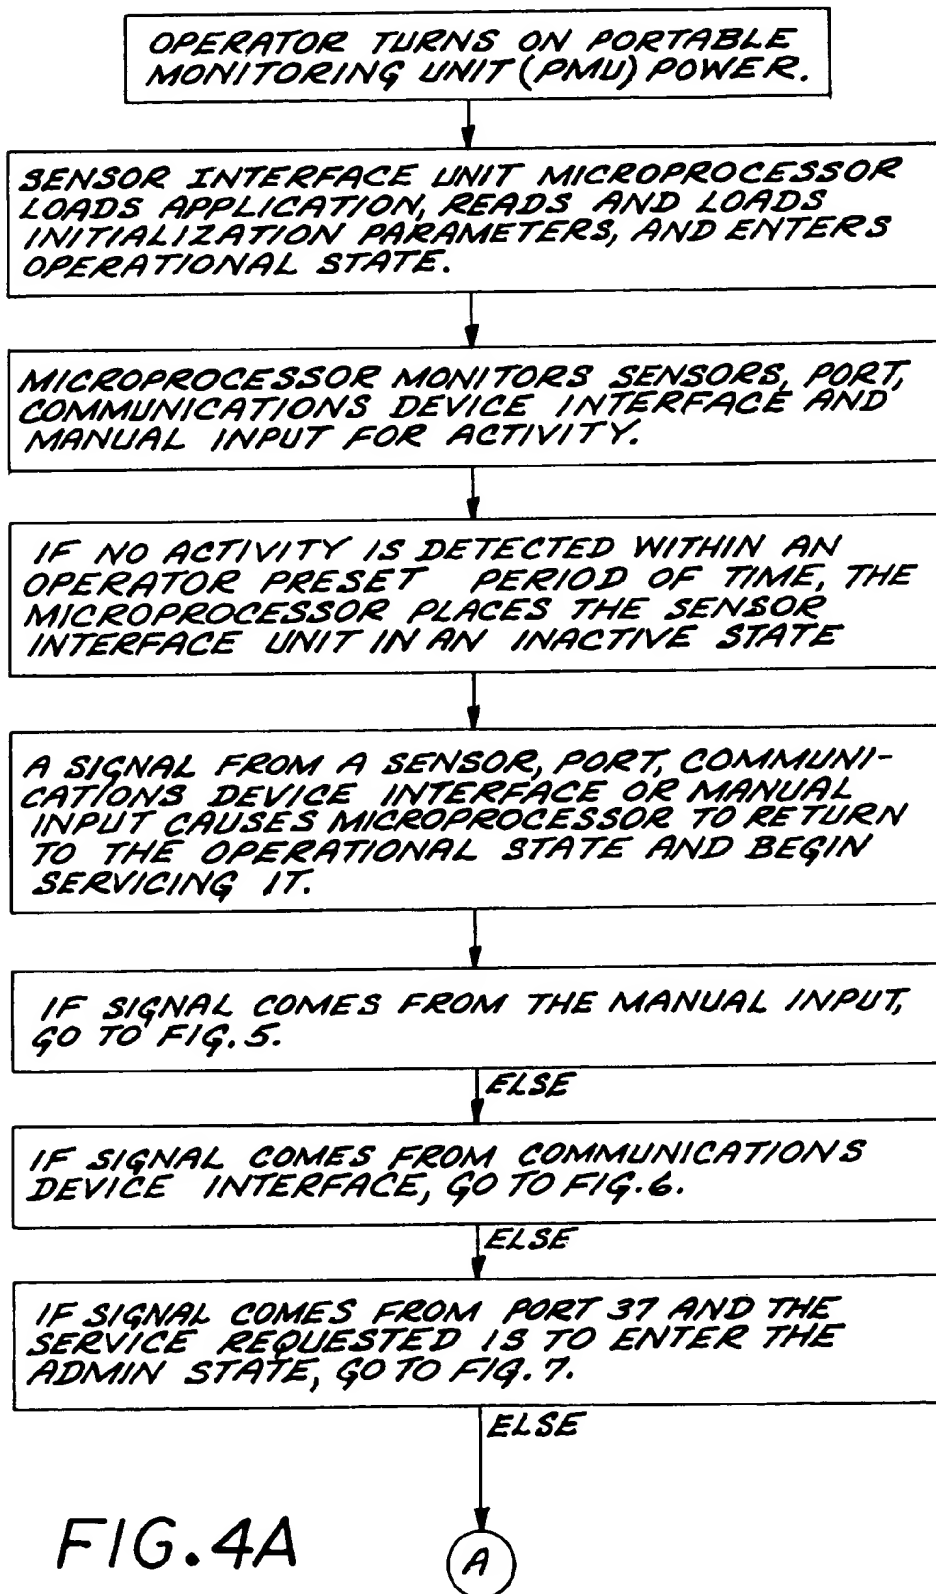 OPERATOR TURNS ON PORTABLE
MONITORING UNIT (PMU) POWER.
SENSOR INTERFACE UNIT MICROPROCESSOR
LOADS APPLICATION, READS AND LOADS
INITIALIZATION PARAMETERS, AND ENTERS
OPERATIONAL STATE.
MICROPROCESSOR MONITORS SENSORS, PORT,
COMMUNICATIONS DEVICE INTERFACE AND
MANUAL INPUT FOR ACTIVITY.
IF NO ACTIVITY IS DETECTED WITHIN AN
OPERATOR PRESET PERIOD OF TIME, THE
MICROPROCESSOR PLACES THE SENSOR
INTERFACE UNIT IN AN INACTIVE STATE
A SIGNAL FROM A SENSOR, PORT, COMMUNI-
CATIONS DEVICE INTERFACE OR MANUAL
INPUT CAUSES MICROPROCESSOR TO RETURN
TO THE OPERATIONAL STATE AND BEGIN
SERVICING IT.
IF SIGNAL COMES FROM THE MANUAL INPUT,
GO TO FIG. 5.
ELSE
IF SIGNAL COMES FROM COMMUNICATIONS
DEVICE INTERFACE, GO TO FIG. 6.
ELSE
IF SIGNAL COMES FROM PORT 37 AND THE
SERVICE REQUESTED IS TO ENTER THE
ADMIN STATE, GO TO FIG. 7.
ELSE
A
FIG. 4A